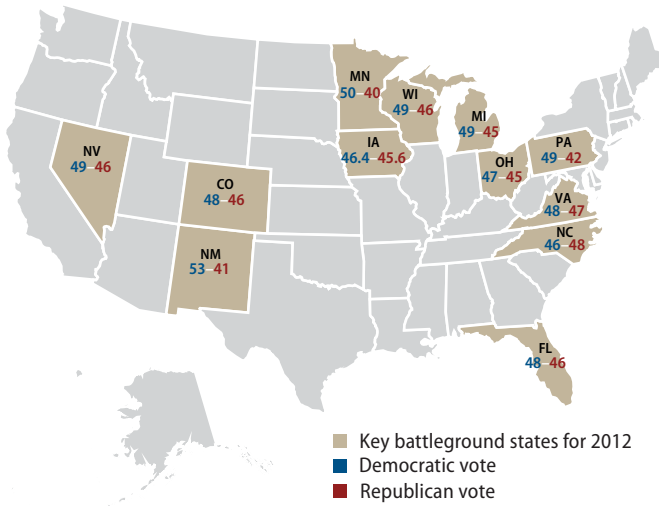 MN
50–40
WI
49–46
MI
49–45
NV
49–46
IA
46.4–45.6
OH
47–45
PA
49–42
CO
48–46
VA
48–47
NC
46–48
NM
53–41
FL
48–46
Key battleground states for 2012
Democratic vote
Republican vote